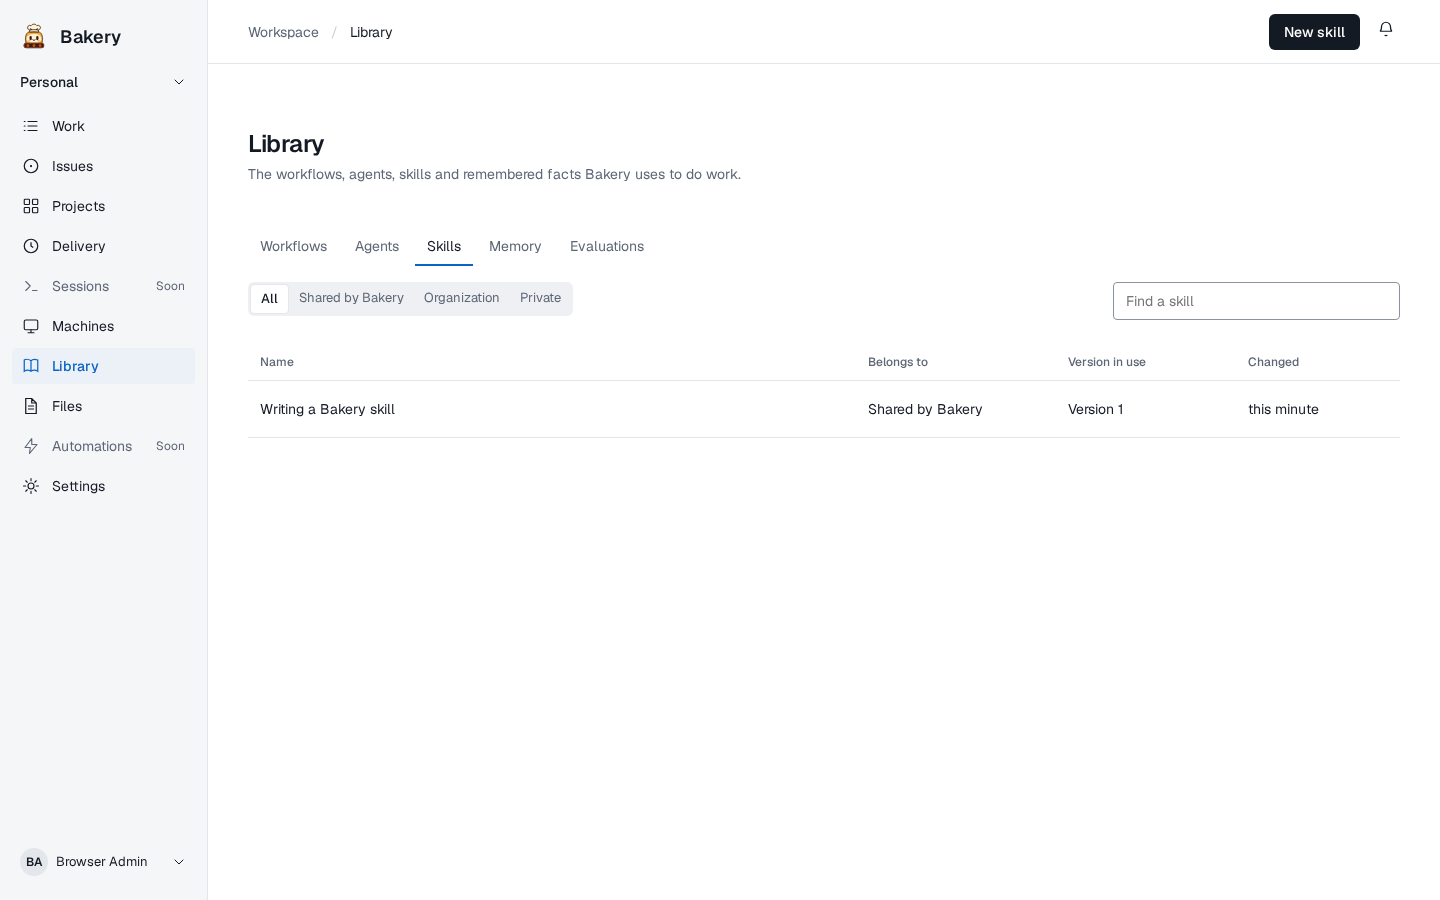 Bakery
Personal
Work
Issues
Projects
Delivery
Sessions Soon
Machines
Library
Files
Automations Soon
Settings
BA Browser Admin
Workspace / Library
New skill
Library
The workflows, agents, skills and remembered facts Bakery uses to do work.
Workflows Agents Skills Memory Evaluations
All Shared by Bakery Organization Private
Find a skill
Name Belongs to Version in use Changed
Writing a Bakery skill Shared by Bakery Version 1 this minute